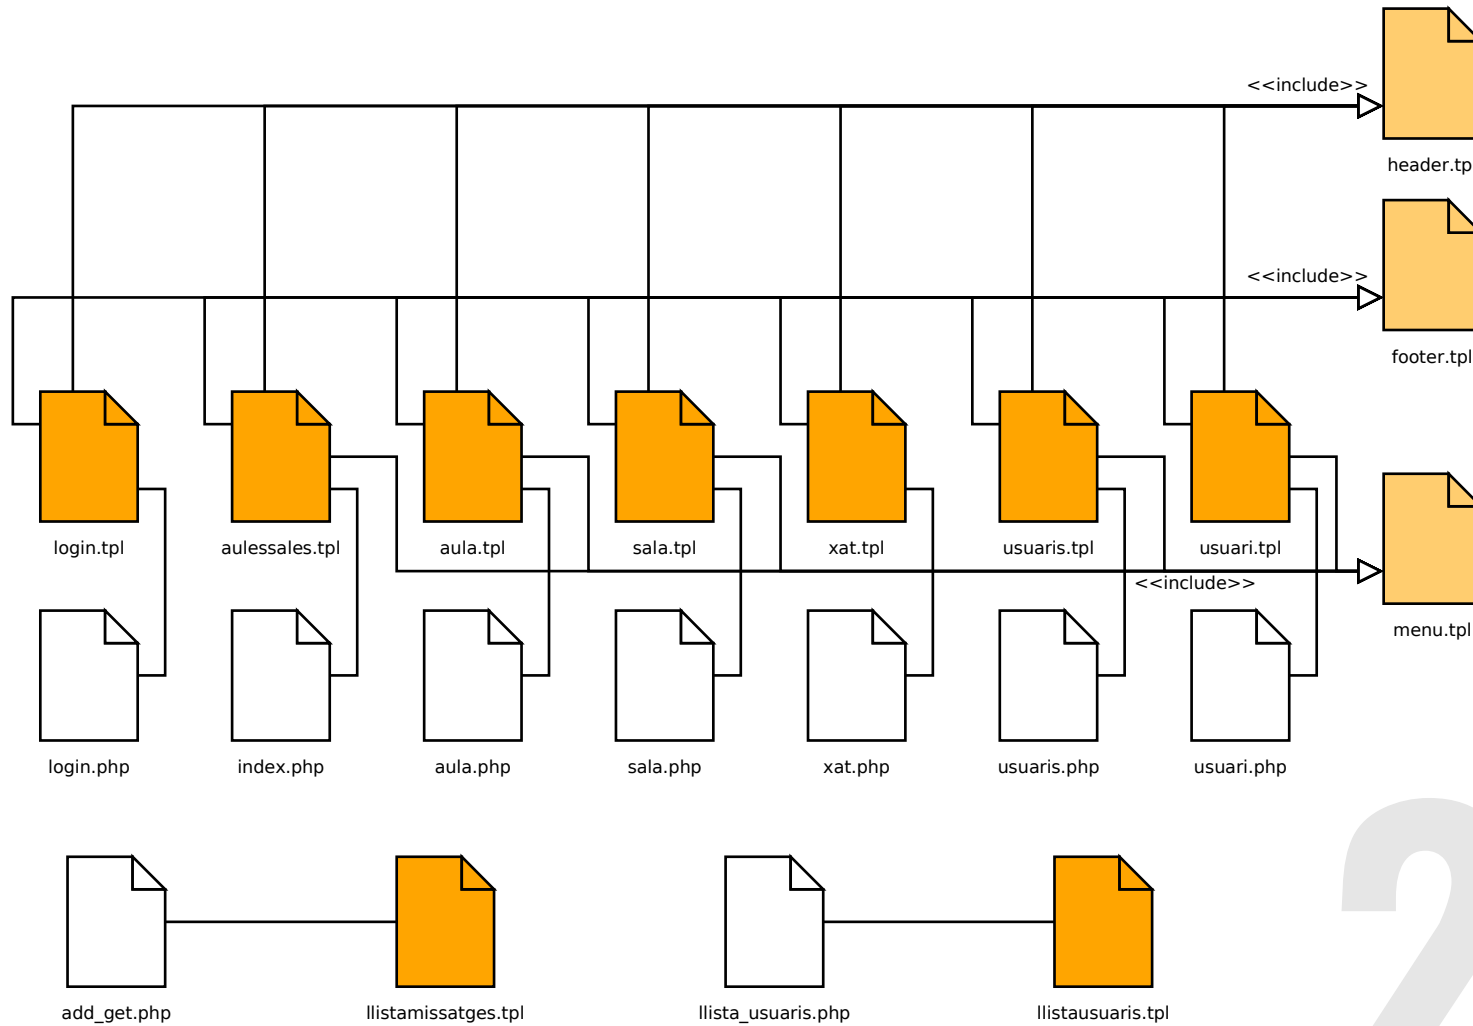 <<include>>
header.tpl
<<include>>
footer.tpl
login.tpl
aulessales.tpl
aula.tpl
sala.tpl
xat.tpl
usuaris.tpl
usuari.tpl
<<include>>
menu.tpl
login.php
index.php
aula.php
sala.php
xat.php
usuaris.php
usuari.php
2
add_get.php
llistamissatges.tpl
llista_usuaris.php
llistausuaris.tpl